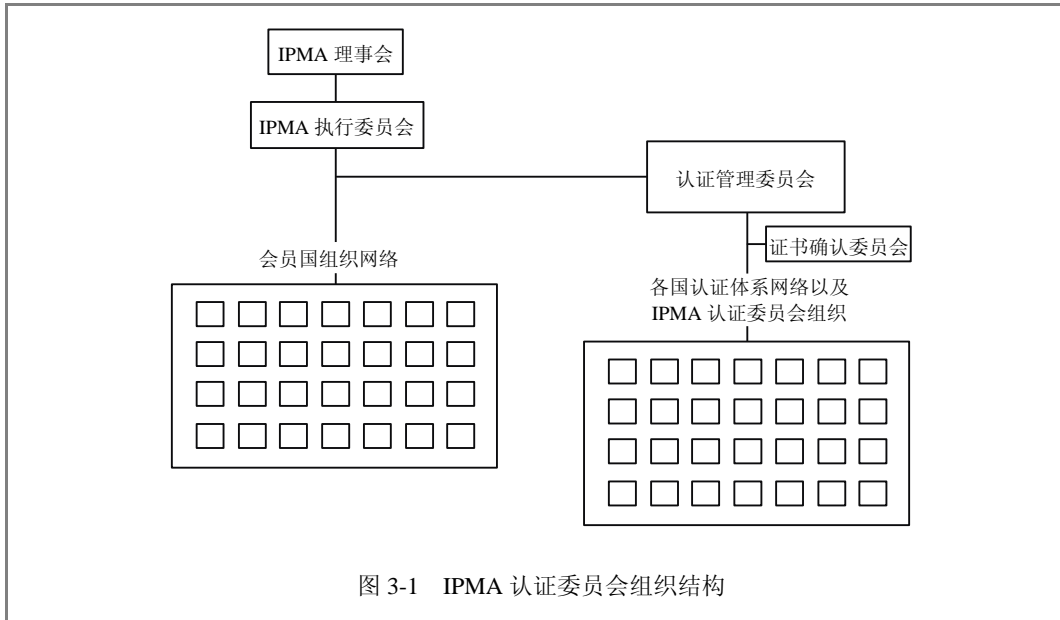 IPMA 理事会
IPMA 执行委员会
认证管理委员会
证书确认委员会
会员国组织网络
各国认证体系网络以及
IPMA 认证委员会组织
图 3-1 IPMA 认证委员会组织结构